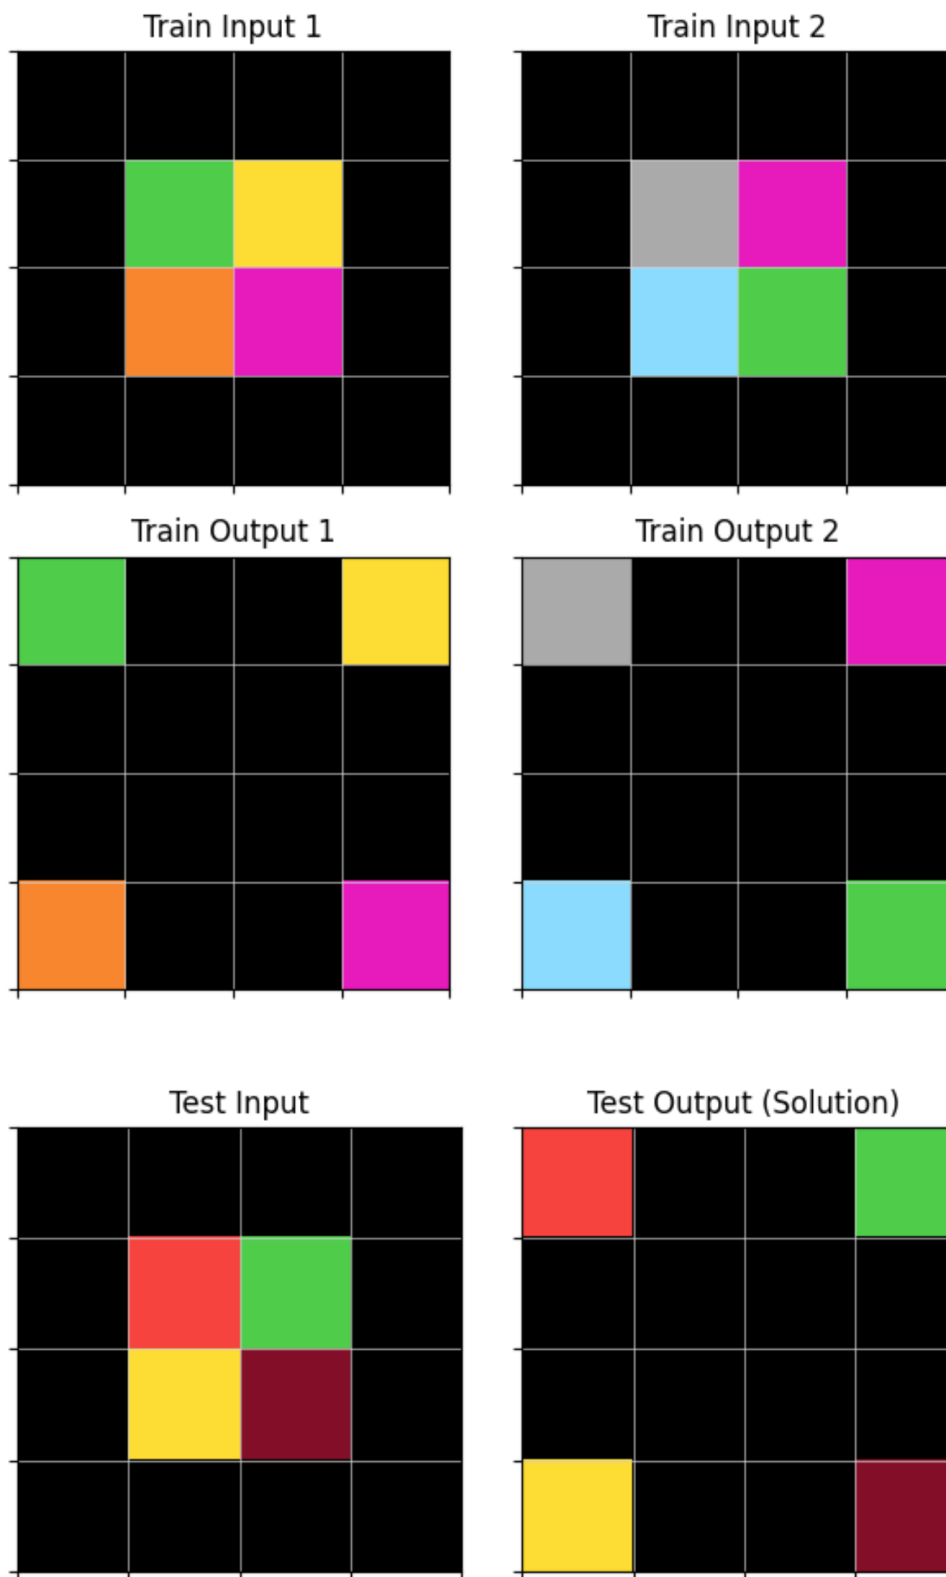 Train Input 1
Train Input 2
Train Output 1
Train Output 2
Test Input
Test Output (Solution)